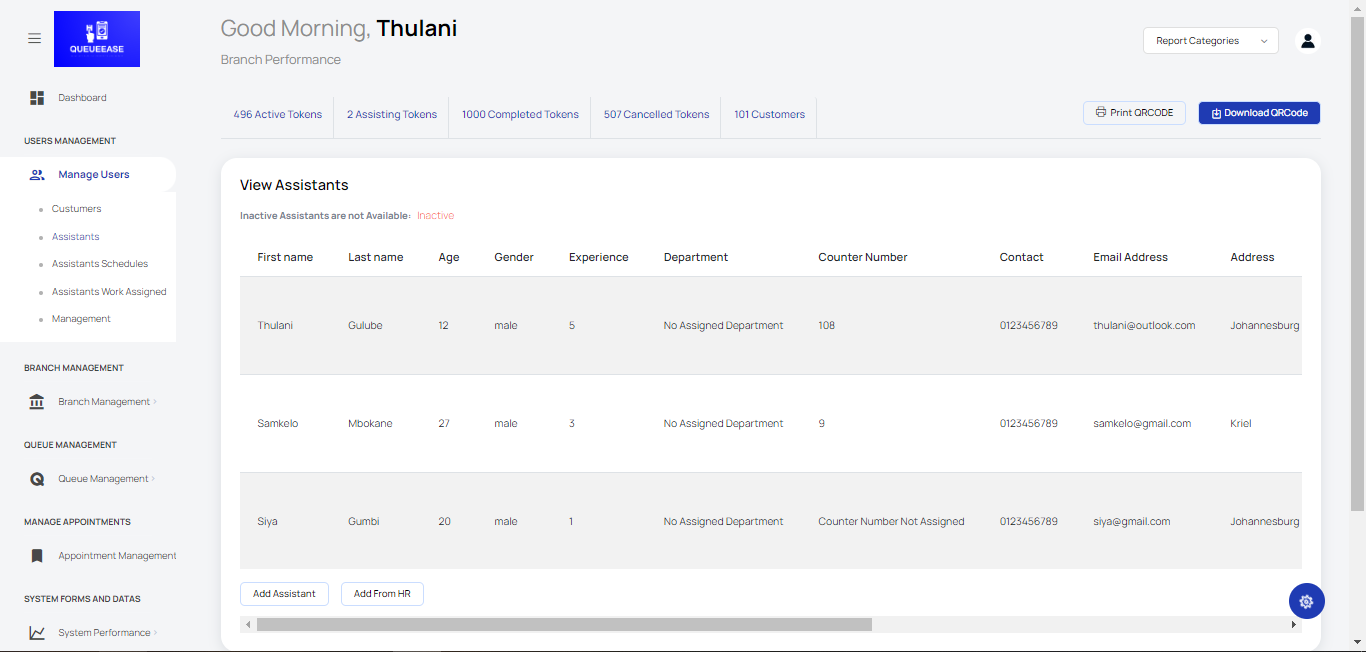 QUEUEEASE
Good Morning, Thulani
Branch Performance
Report Categories
Dashboard
USERS MANAGEMENT
Manage Users
Custumers
Assistants
Assistants Schedules
Assistants Work Assigned
Management
BRANCH MANAGEMENT
Branch Management
QUEUE MANAGEMENT
Queue Management
MANAGE APPOINTMENTS
Appointment Management
SYSTEM FORMS AND DATAS
System Performance
496 Active Tokens 2 Assisting Tokens 1000 Completed Tokens 507 Cancelled Tokens 101 Customers
Print QRCODE Download QRCode
View Assistants
Inactive Assistants are not Available: Inactive
First name Last name Age Gender Experience Department Counter Number Contact Email Address Address
Thulani Gulube 12 male 5 No Assigned Department 108 0123456789 thulani@outlook.com Johannesburg
Samkelo Mbokane 27 male 3 No Assigned Department 9 0123456789 samkelo@gmail.com Kriel
Siya Gumbi 20 male 1 No Assigned Department Counter Number Not Assigned 0123456789 siya@gmail.com Johannesburg
Add Assistant Add From HR